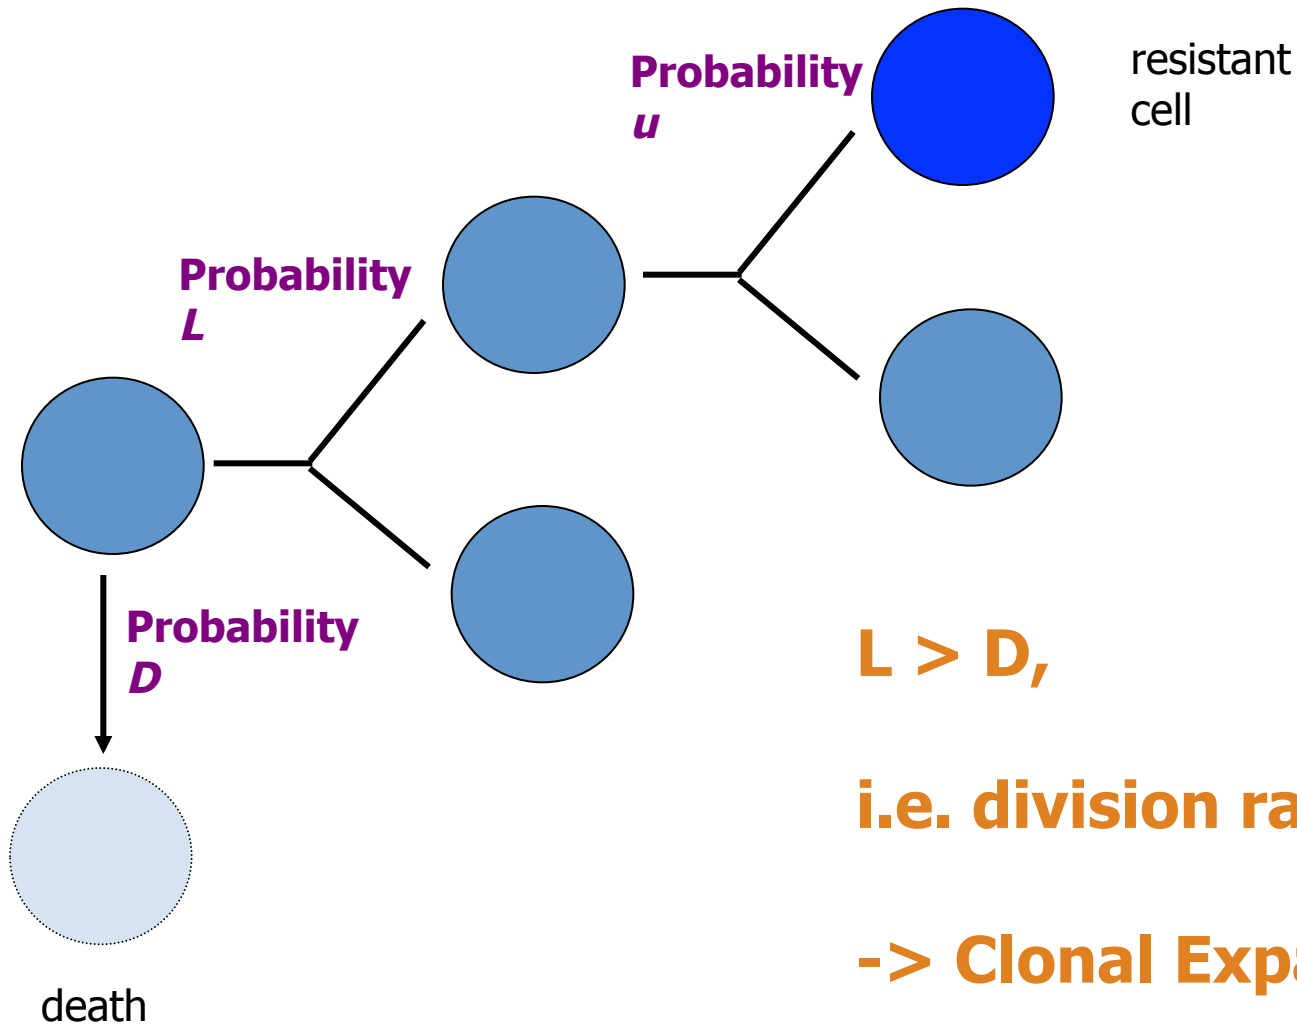 Probability
u
resistant
cell
Probability
L
Probability
D
L > D,
i.e. division
-> Clonal
death